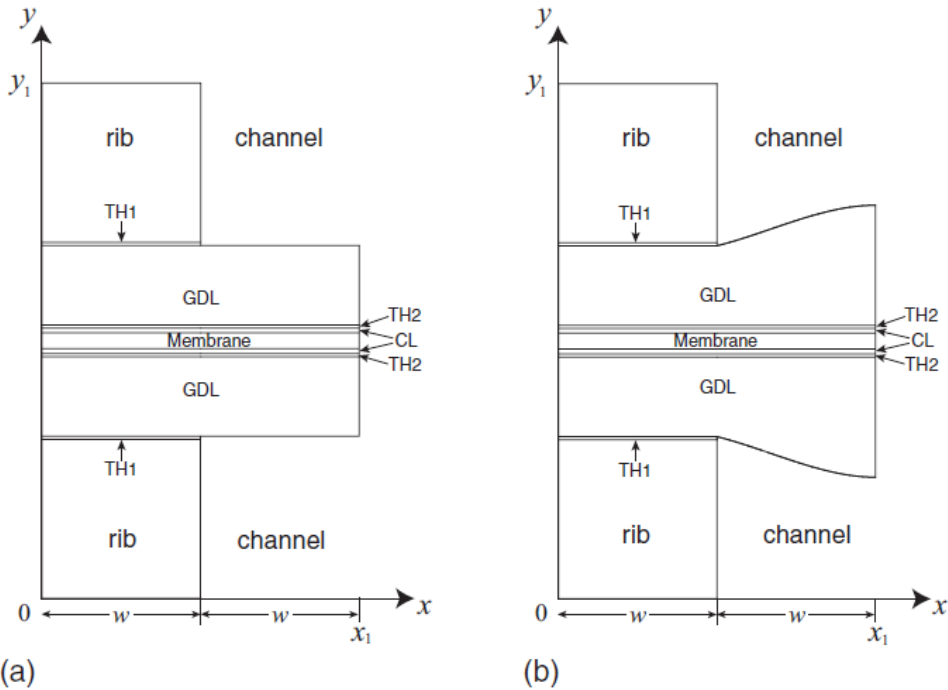 y
y₁
rib
channel
TH1
GDL
TH2
Membrane
CL
TH2
GDL
TH1
rib
channel
0
w
w
x₁
x
(a)
y
y₁
rib
channel
TH1
GDL
TH2
Membrane
CL
TH2
GDL
TH1
rib
channel
0
w
w
x₁
x
(b)